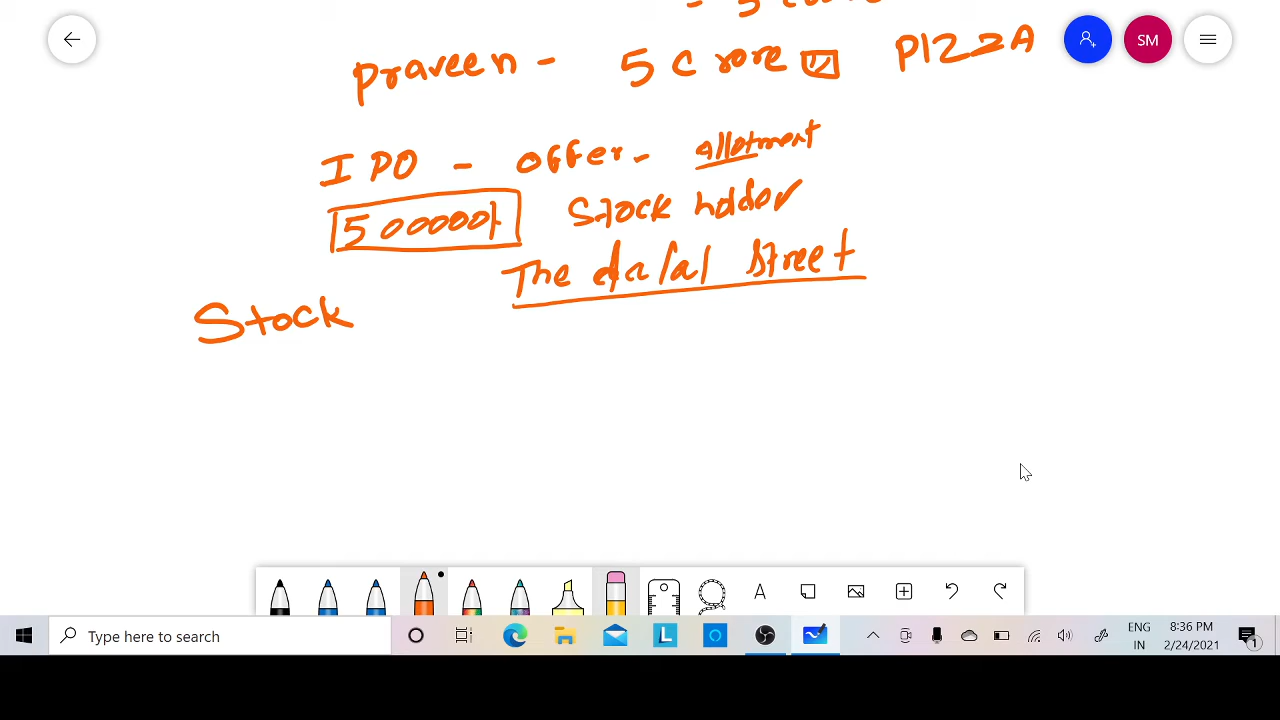 SM
praveen - 5 crore PIZZA
IPO - offer - allotment
Stock holder
The dalal street
Stock
A
Type here to search
ENG
IN
8:36 PM
2/24/2021
1